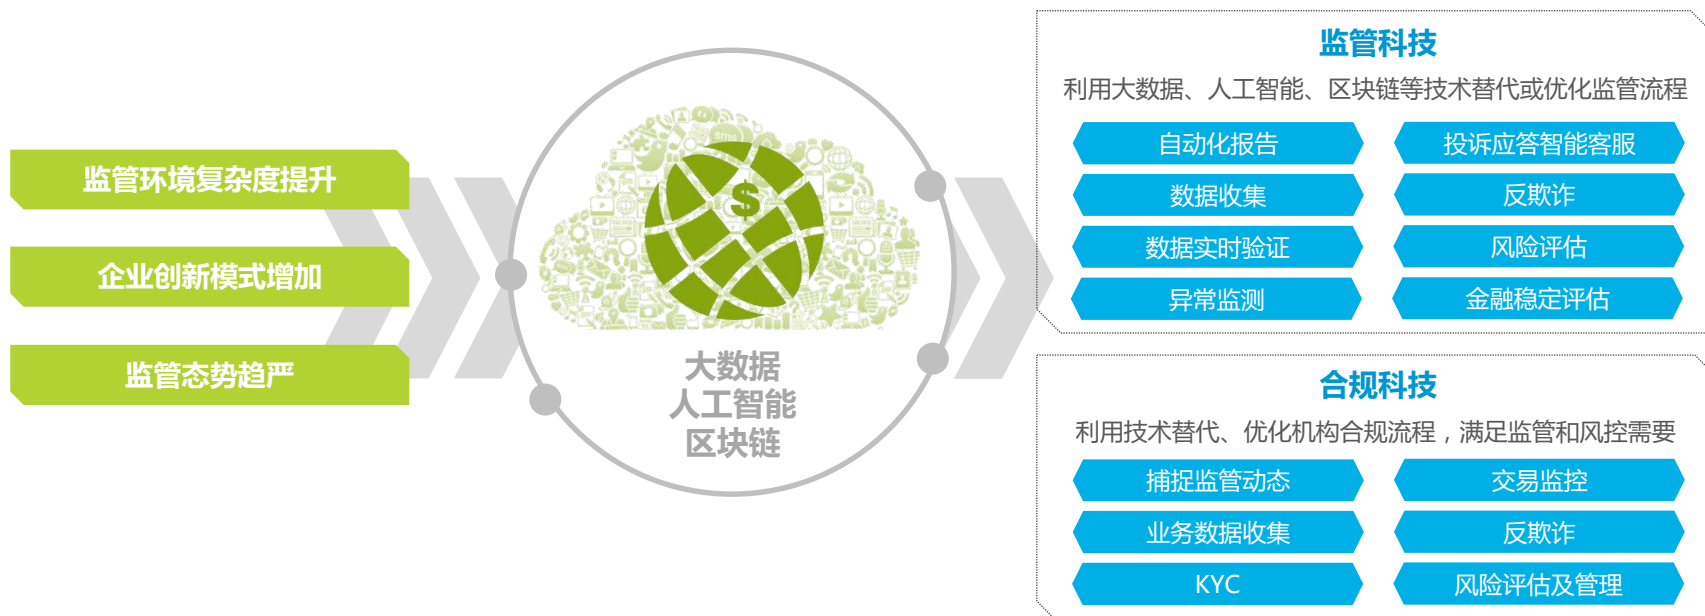 监管环境复杂度提升
企业创新模式增加
监管态势趋严
sms
$
大数据
人工智能
区块链
监管科技
利用大数据、人工智能、区块链等技术替代或优化监管流程
自动化报告
投诉应答智能客服
数据收集
反欺诈
数据实时验证
风险评估
异常监测
金融稳定评估
合规科技
利用技术替代、优化机构合规流程，满足监管和风控需要
捕捉监管动态
交易监控
业务数据收集
反欺诈
KYC
风险评估及管理